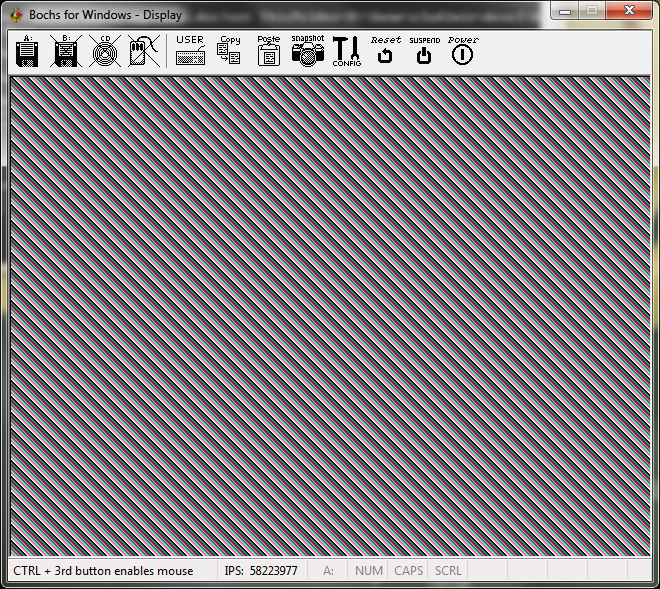 Bochs for Windows - Display
A: B: CD USER Copy Paste snapshot CONFIG Reset SUSPEND Power
CTRL + 3rd button enables mouse IPS: 58223977 A: NUM CAPS SCRL